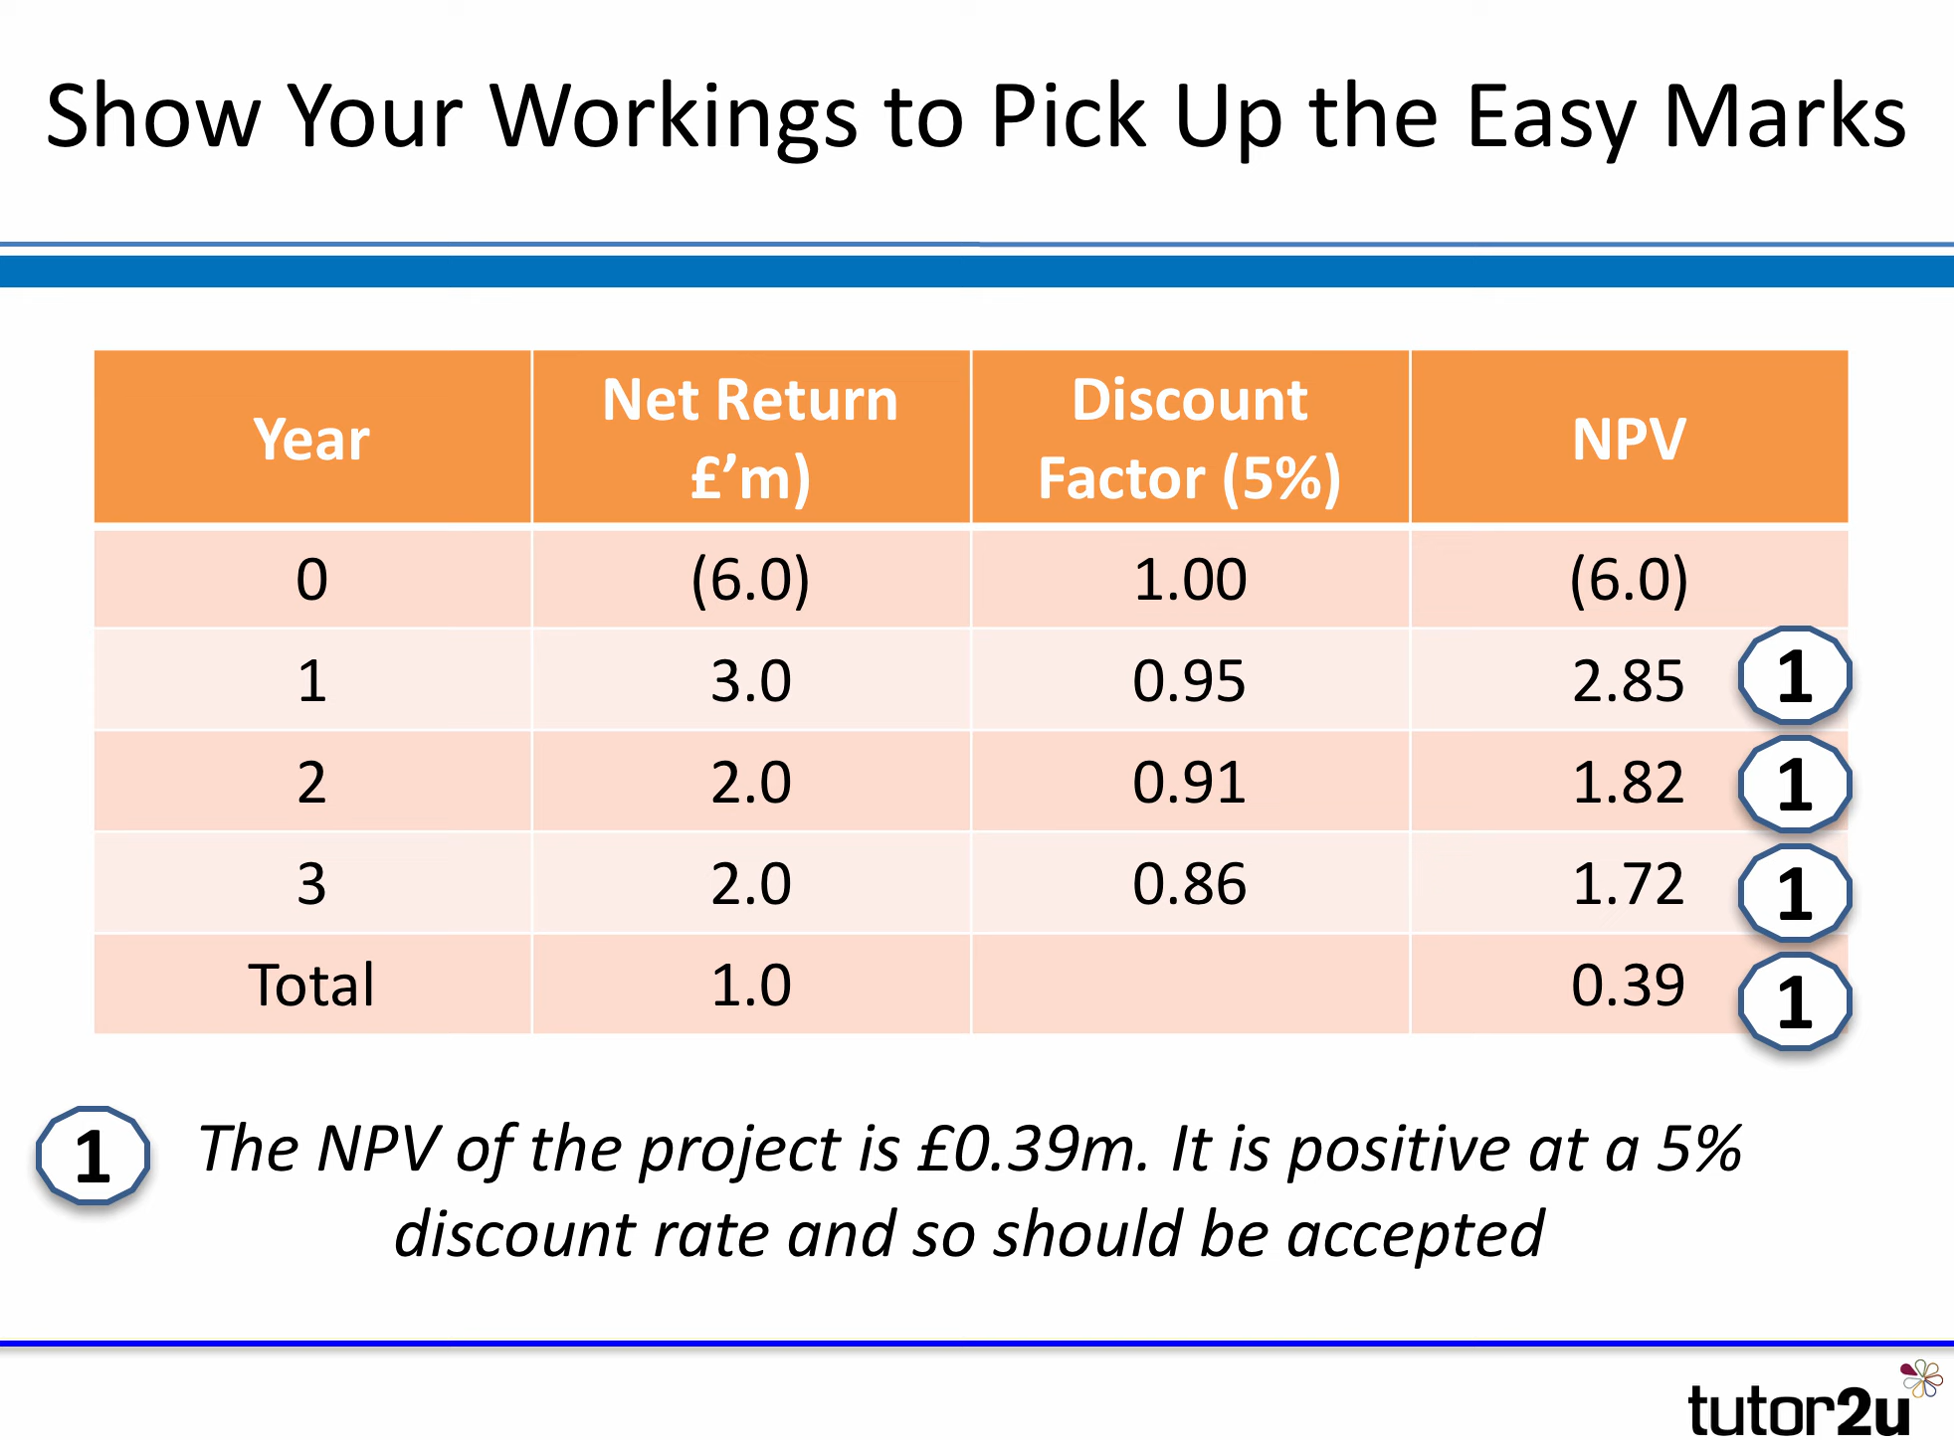 Show Your Workings to Pick Up the Easy Marks
Year Net Return £’m) Discount Factor (5%) NPV
0 (6.0) 1.00 (6.0)
1 3.0 0.95 2.85 1
2 2.0 0.91 1.82 1
3 2.0 0.86 1.72 1
Total 1.0 0.39 1
1 The NPV of the project is £0.39m. It is positive at a 5%
discount rate and so should be accepted
tutor2u